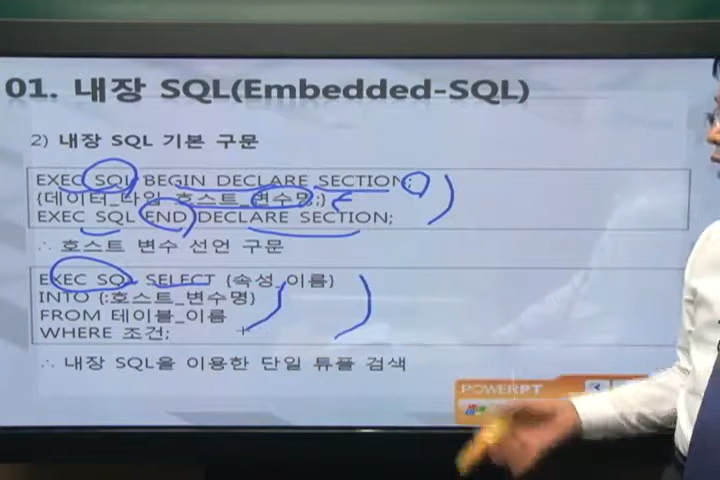 01. 내장 SQL(Embedded-SQL)
2) 내장 SQL 기본 구문
EXEC SQL BEGIN DECLARE SECTION;
{데이터_타입 호스트_변수명;}
EXEC SQL END DECLARE SECTION;
∴ 호스트 변수 선언 구문
EXEC SQL SELECT {속성_이름}
INTO {:호스트_변수명}
FROM 테이블_이름
WHERE 조건;
∴ 내장 SQL을 이용한 단일 튜플 검색
POWERPT